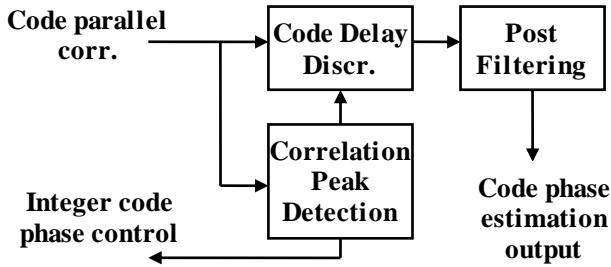 Code parallel
corr.
Code Delay
Discr.
Post
Filtering
Correlation
Peak
Detection
Integer code
phase control
Code phase
estimation
output